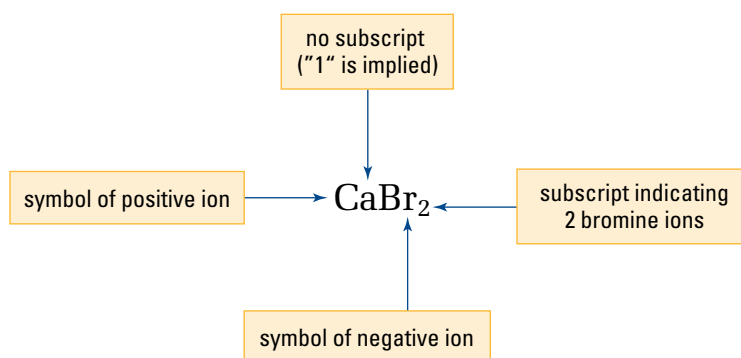 no subscript
(”1“ is implied)
symbol of positive ion
CaBr₂
subscript indicating
2 bromine ions
symbol of negative ion